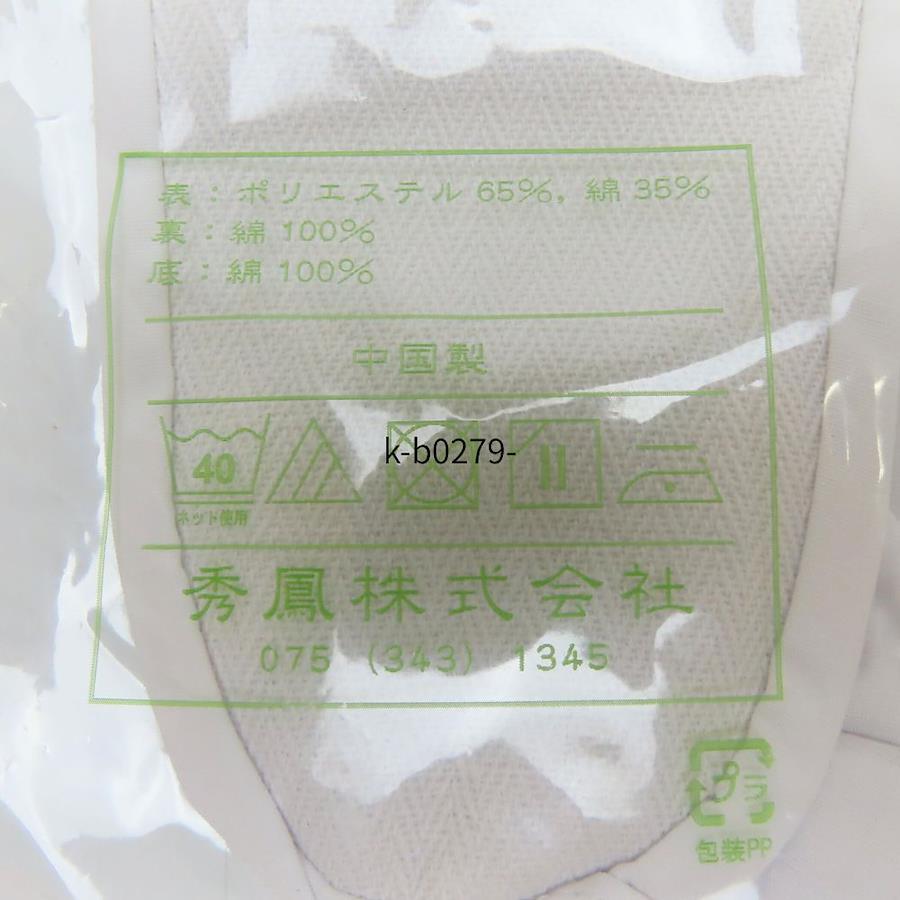 表：ポリエステル 65%, 綿 35%
裏：綿 100%
底：綿 100%
中国製
k-b0279-
40
ネット使用
秀鳳株式会社
075 (343) 1345
プラ
包装PP